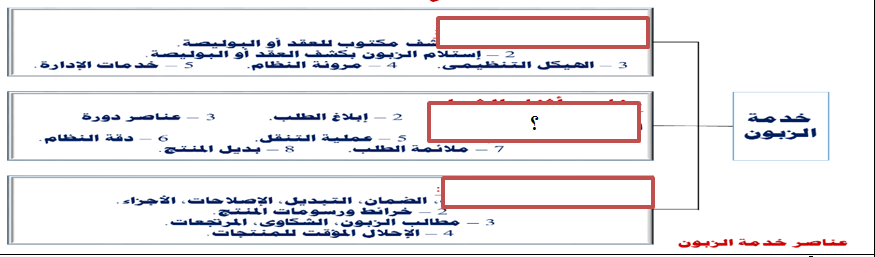 شف مكتوب للعقد أو البوليصة.
2 – إستلام الزبون بكشف العقد أو البوليصة.
3 – الهيكل التنظيمى. 4 – مرونة النظام. 5 – خدمات الإدارة.
؟
2 – إبلاغ الطلب. 3 – عناصر دورة
5 – عملية التنقل. 6 – دقة النظام.
7 – ملائمة الطلب. 8 – بديل المنتج.
خدمة
الزبون
الضمان، التبديل، الإصلاحات، الأجزاء.
2 – خرائط ورسومات المنتج.
3 – مطالب الزبون، الشكاوى، المرتجعات.
4 – الإحلال المؤقت للمنتجات.
عناصر خدمة الزبون